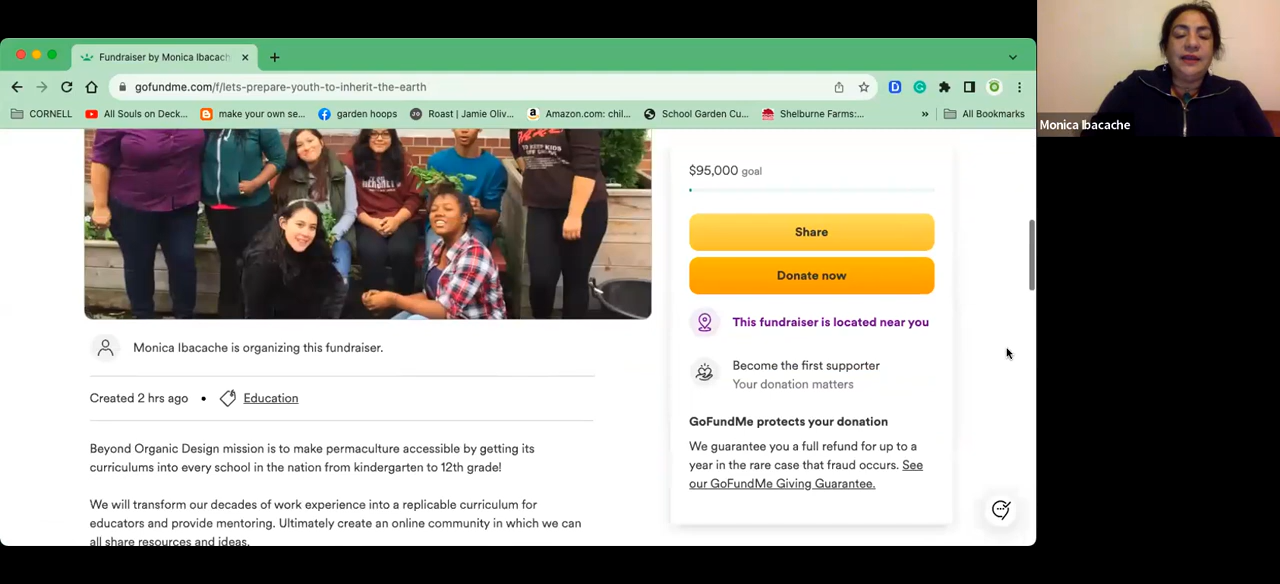 Fundraiser by Monica Ibacach
gofundme.com/f/lets-prepare-youth-to-inherit-the-earth
CORNELL
All Souls on Deck...
make your own se...
garden hoops
Roast | Jamie Oliv...
Amazon.com: chil...
School Garden Cu...
Shelburne Farms:...
»
All Bookmarks
Monica Ibacache
TO KEEP KIDS
$95,000 goal
Share
Donate now
This fundraiser is located near you
Monica Ibacache is organizing this fundraiser.
Become the first supporter
Your donation matters
Created 2 hrs ago • Education
GoFundMe protects your donation
We guarantee you a full refund for up to a
year in the rare case that fraud occurs. See
our GoFundMe Giving Guarantee.
Beyond Organic Design mission is to make permaculture accessible by getting its
curriculums into every school in the nation from kindergarten to 12th grade!
We will transform our decades of work experience into a replicable curriculum for
educators and provide mentoring. Ultimately create an online community in which we can
all share resources and ideas.